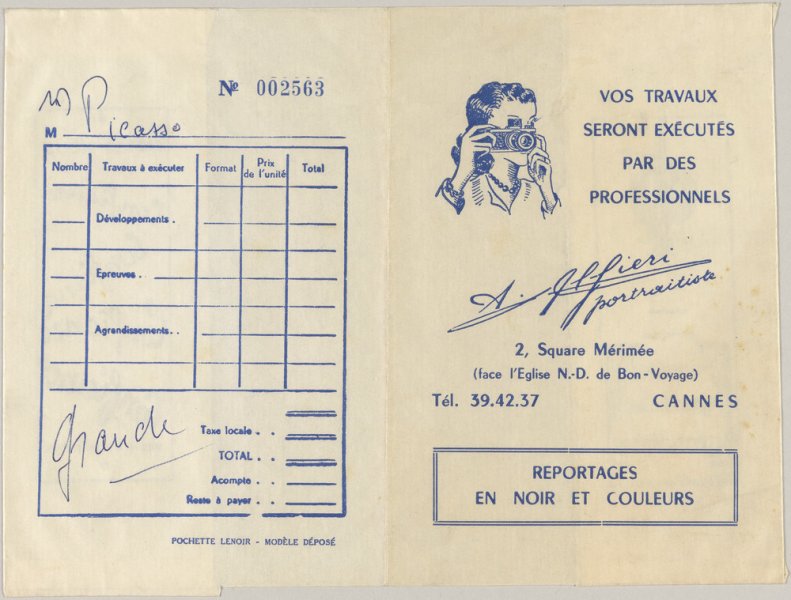 Nº 002563
M Picasso
Nombre Travaux à exécuter Format Prix de l'unité Total
Développements .
Epreuves . .
Agrandissements . .
Grande
Taxe locale . .
TOTAL . .
Acompte . .
Reste à payer . .
POCHETTE LENOIR - MODÈLE DÉPOSÉ
VOS TRAVAUX
SERONT EXÉCUTÉS
PAR DES
PROFESSIONNELS
A. Alfieri
portraitiste
2, Square Mérimée
(face l'Eglise N.-D. de Bon-Voyage)
Tél. 39.42.37 CANNES
REPORTAGES
EN NOIR ET COULEURS